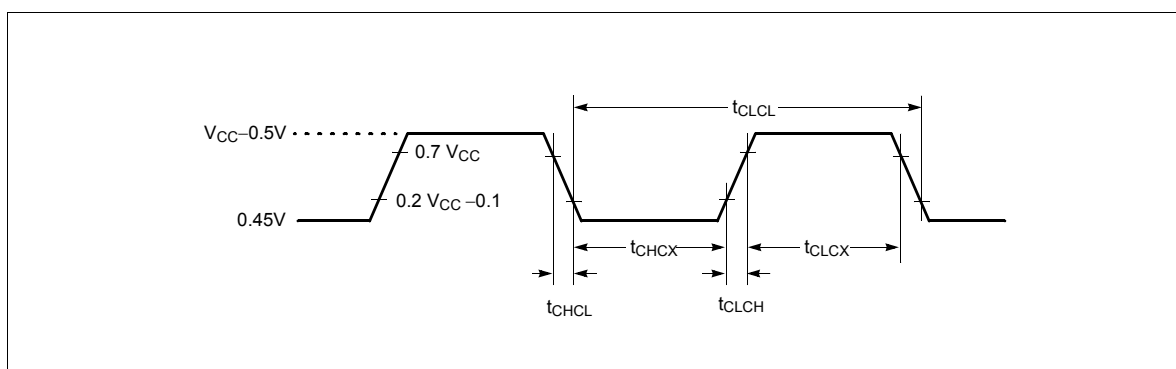 tCLCL
VCC–0.5V
0.7 VCC
0.2 VCC –0.1
0.45V
tCHCX
tCLCX
tCHCL
tCLCH